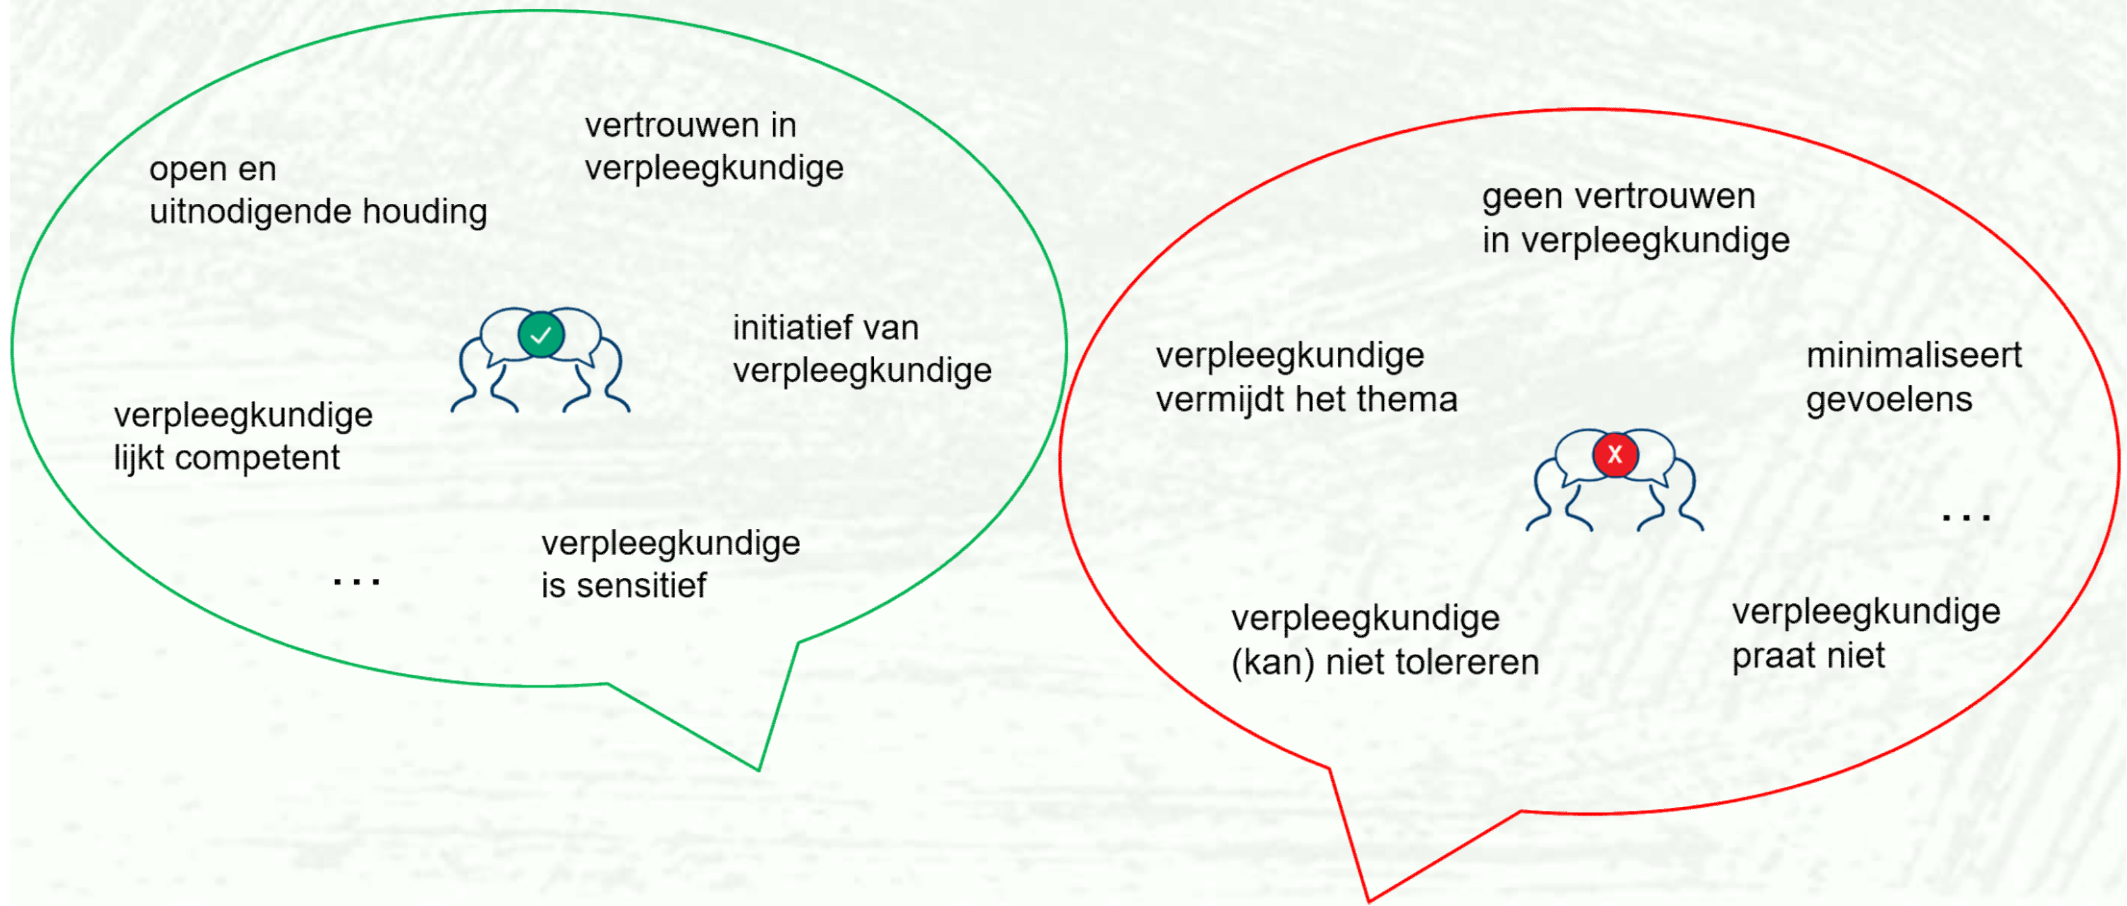 open en
uitnodigende houding
vertrouwen in
verpleegkundige
initiatief van
verpleegkundige
verpleegkundige
lijkt competent
...
verpleegkundige
is sensitief
geen vertrouwen
in verpleegkundige
verpleegkundige
vermijdt het thema
minimaliseert
gevoelens
X
...
verpleegkundige
(kan) niet tolereren
verpleegkundige
praat niet